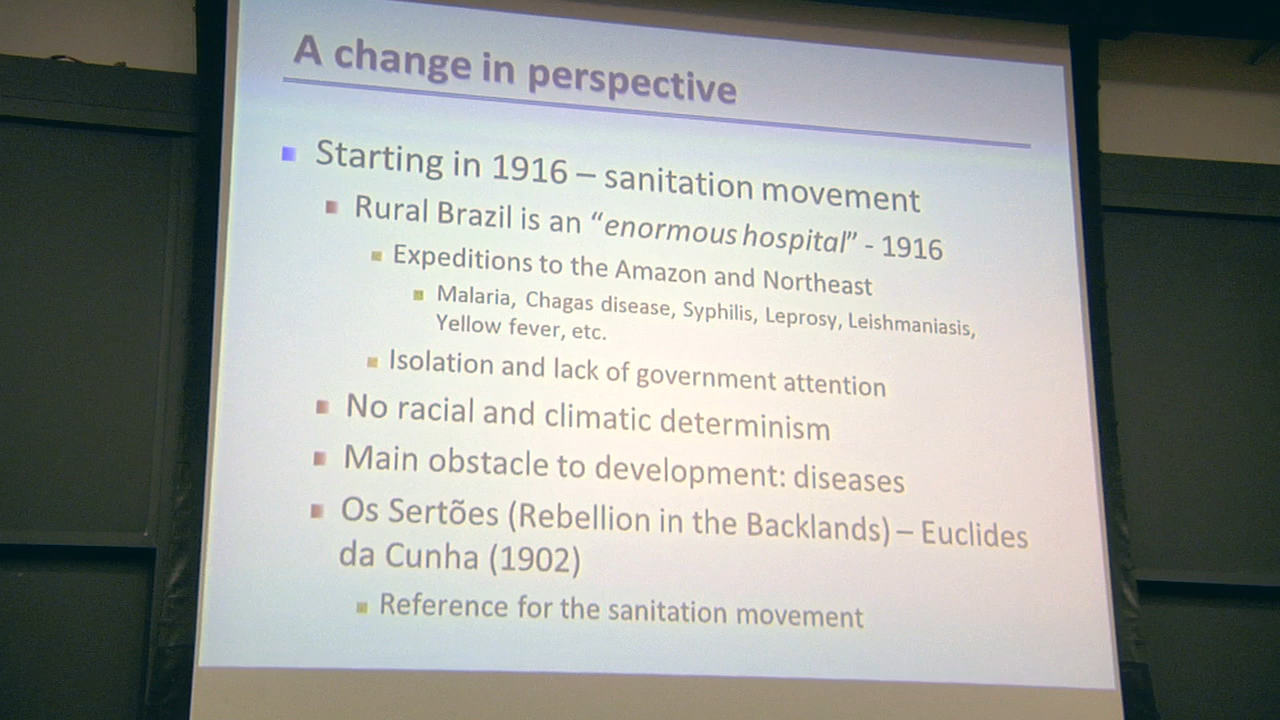 A change in perspective
Starting in 1916 – sanitation movement
Rural Brazil is an “enormous hospital” - 1916
Expeditions to the Amazon and Northeast
Malaria, Chagas disease, Syphilis, Leprosy, Leishmaniasis,
Yellow fever, etc.
Isolation and lack of government attention
No racial and climatic determinism
Main obstacle to development: diseases
Os Sertões (Rebellion in the Backlands) – Euclides
da Cunha (1902)
Reference for the sanitation movement